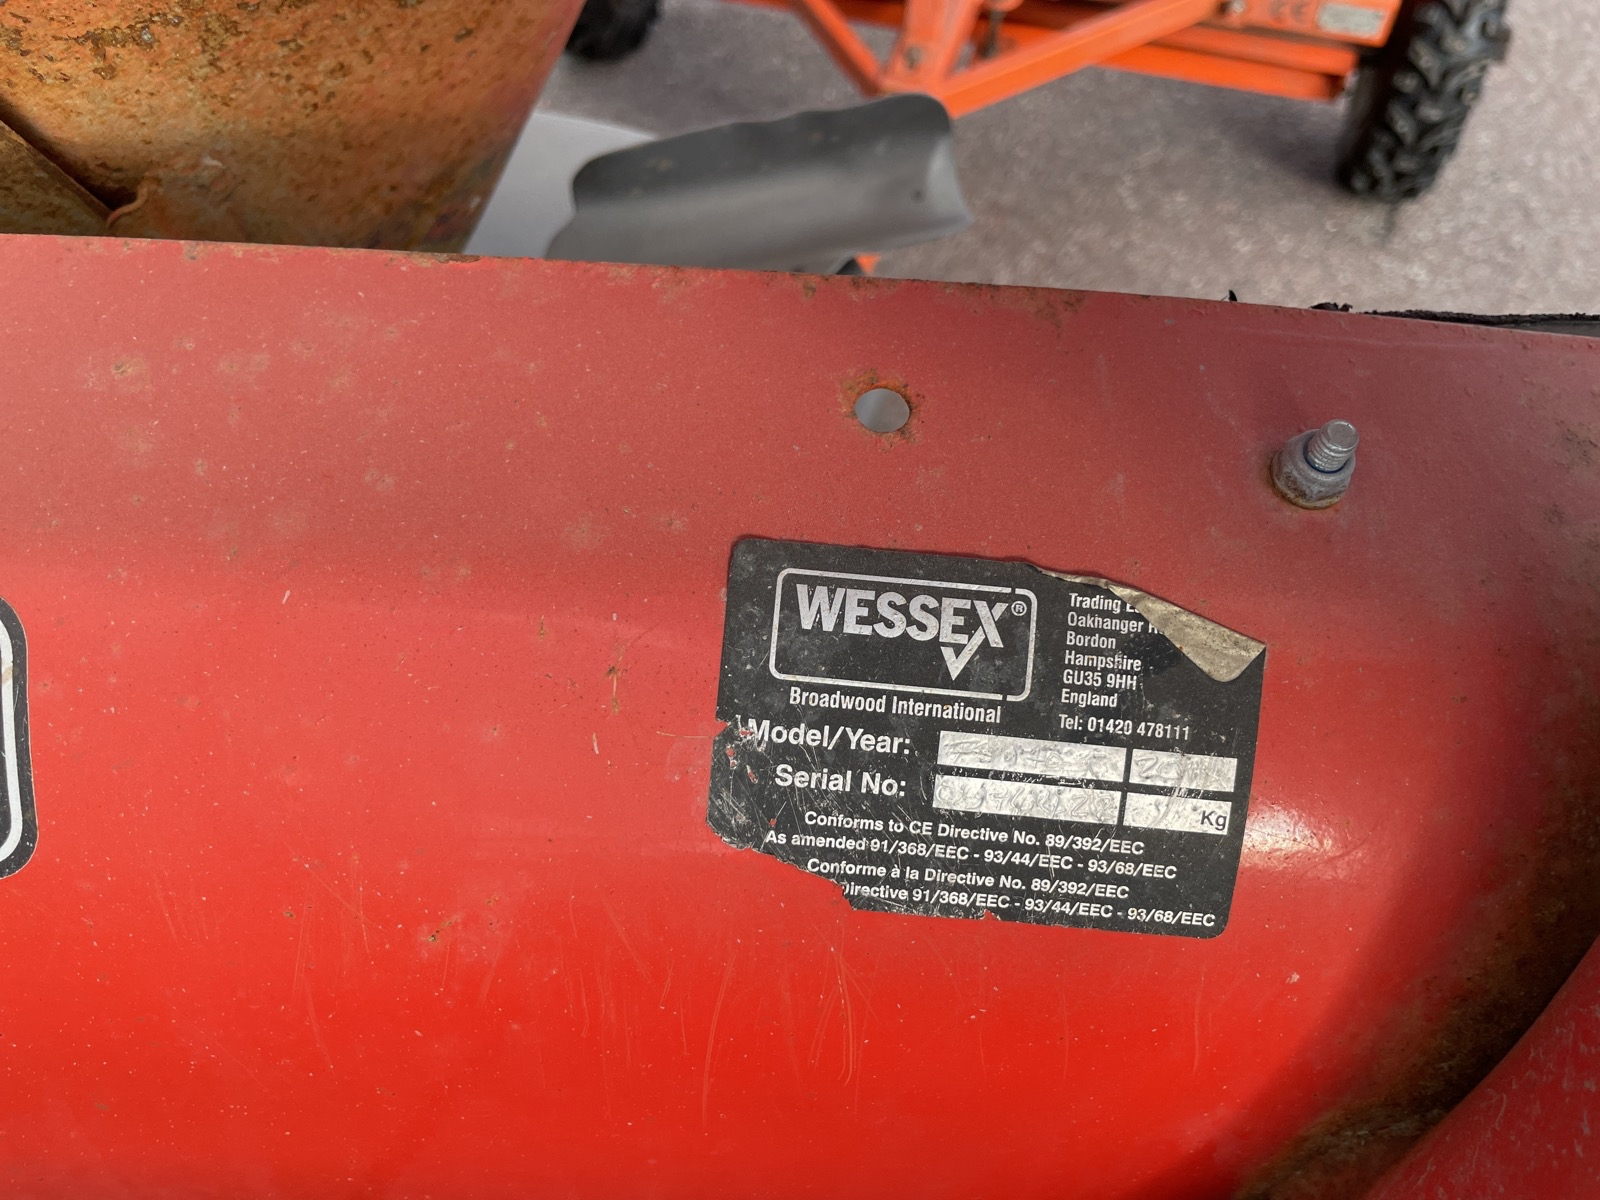 WESSEX®
Broadwood International
Trading
Oakhanger
Bordon
Hampshire
GU35 9HH
England
Tel: 01420 478111
Model/Year:
Serial No:
Kg
Conforms to CE Directive No. 89/392/EEC
As amended 91/368/EEC - 93/44/EEC - 93/68/EEC
Conforme à la Directive No. 89/392/EEC
Directive 91/368/EEC - 93/44/EEC - 93/68/EEC
CE